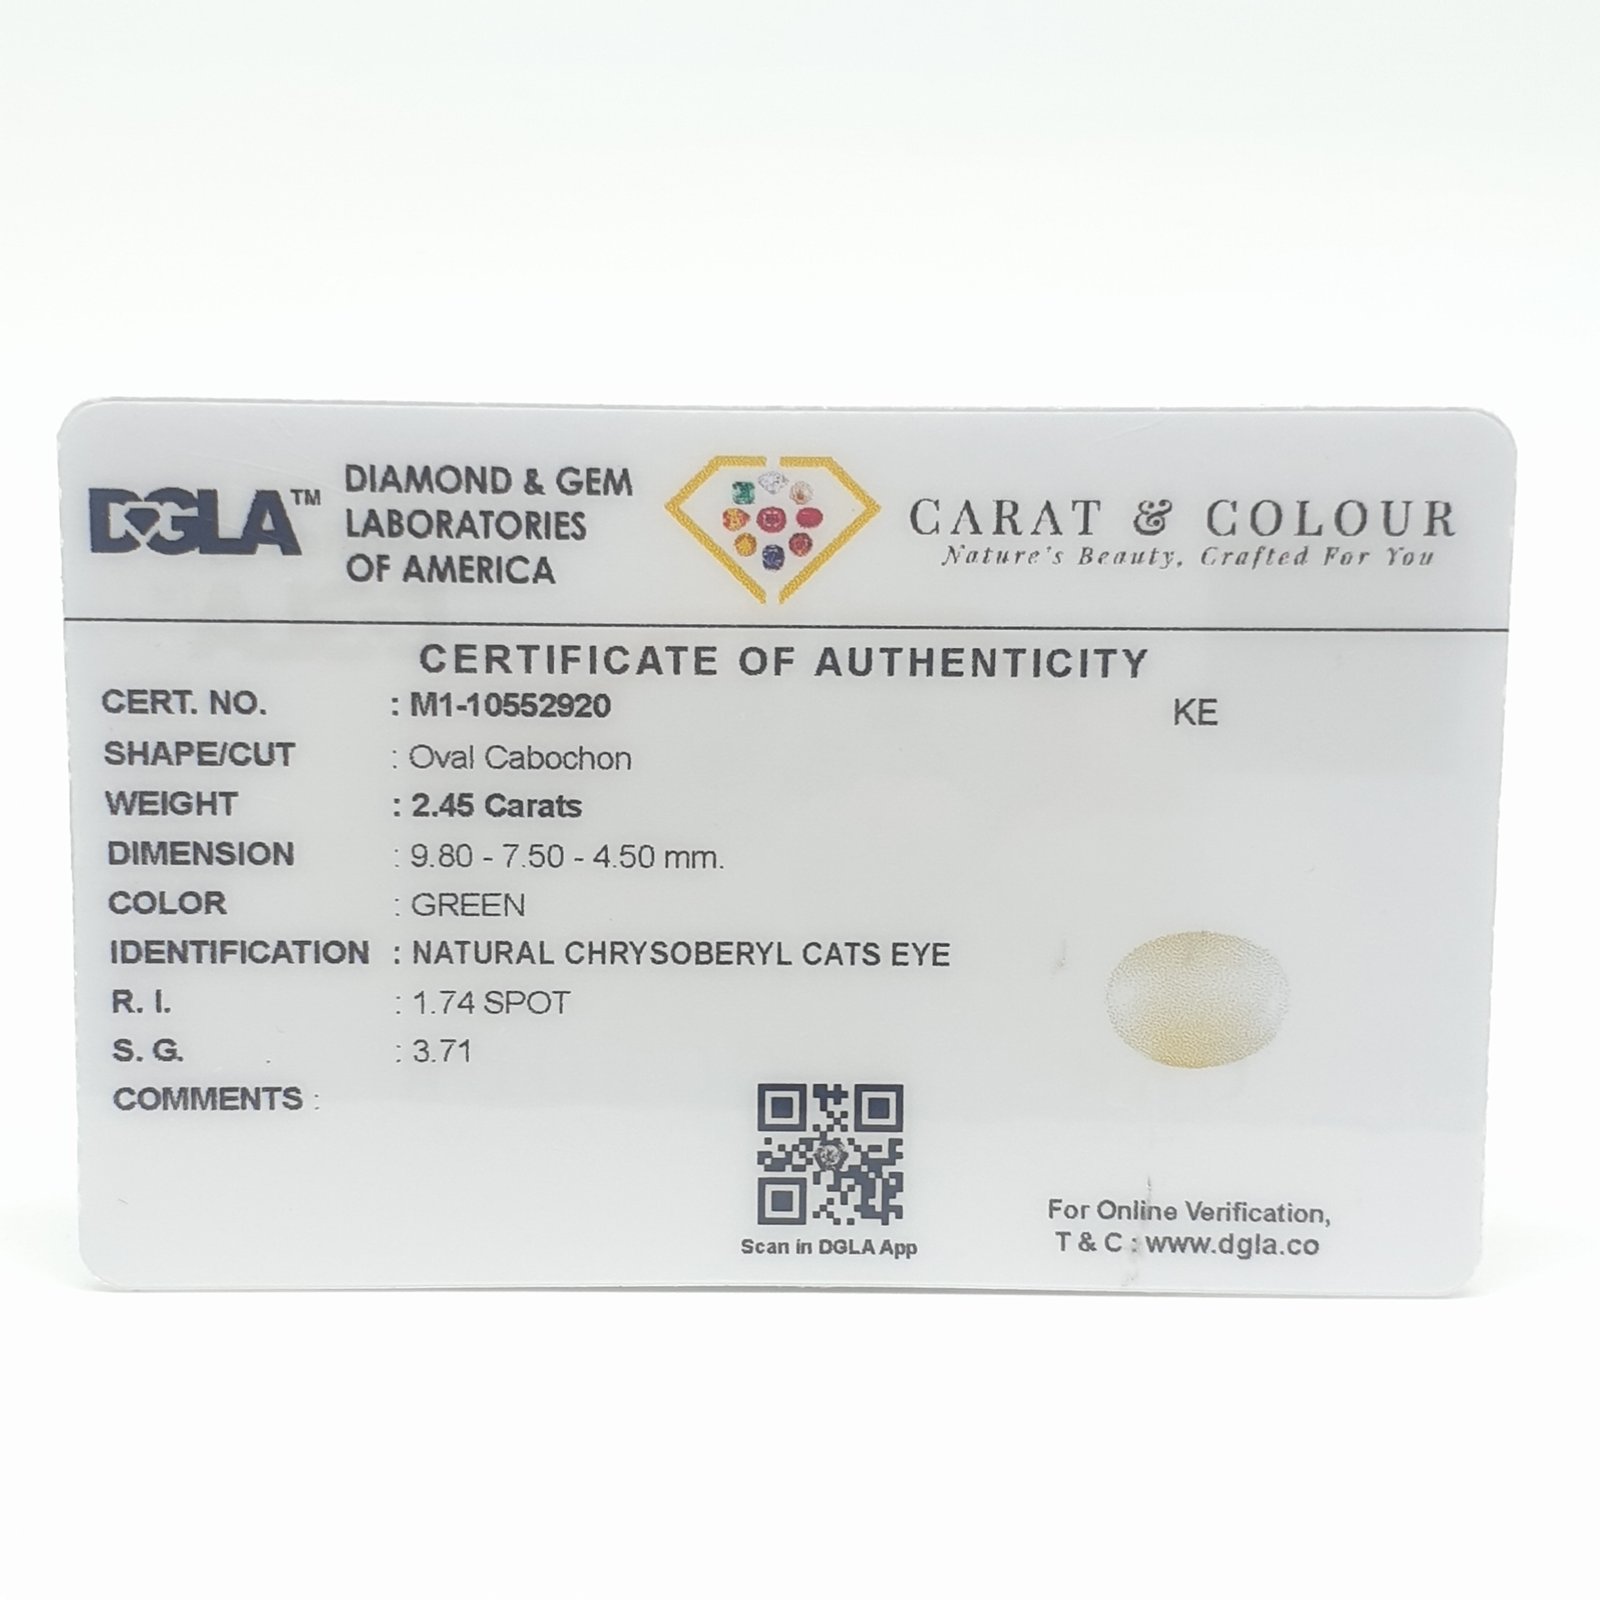 DGLA™
DIAMOND & GEM
LABORATORIES
OF AMERICA
CARAT & COLOUR
Nature's Beauty, Crafted For You
CERTIFICATE OF AUTHENTICITY
CERT. NO. : M1-10552920
KE
SHAPE/CUT : Oval Cabochon
WEIGHT : 2.45 Carats
DIMENSION : 9.80 - 7.50 - 4.50 mm.
COLOR : GREEN
IDENTIFICATION : NATURAL CHRYSOBERYL CATS EYE
R. I. : 1.74 SPOT
S. G. : 3.71
COMMENTS :
Scan in DGLA App
For Online Verification,
T & C : www.dgla.co